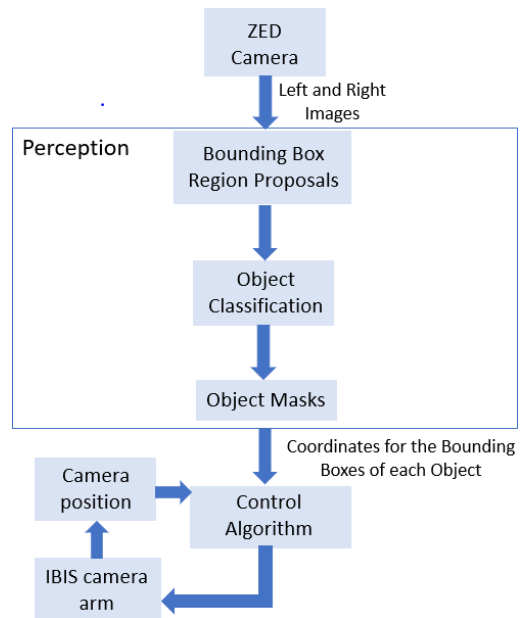 ZED
Camera
Left and Right
Images
Perception
Bounding Box
Region Proposals
Object
Classification
Object Masks
Coordinates for the Bounding
Boxes of each Object
Camera
position
Control
Algorithm
IBIS camera
arm